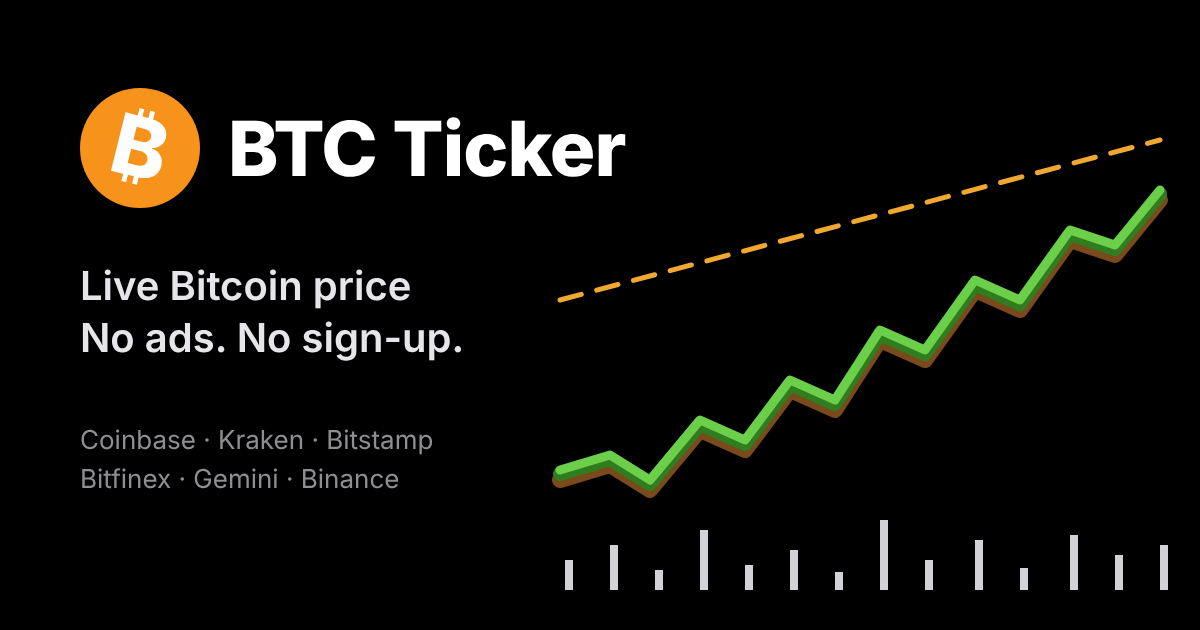 BTC Ticker
Live Bitcoin price
No ads. No sign-up.
Coinbase · Kraken · Bitstamp
Bitfinex · Gemini · Binance